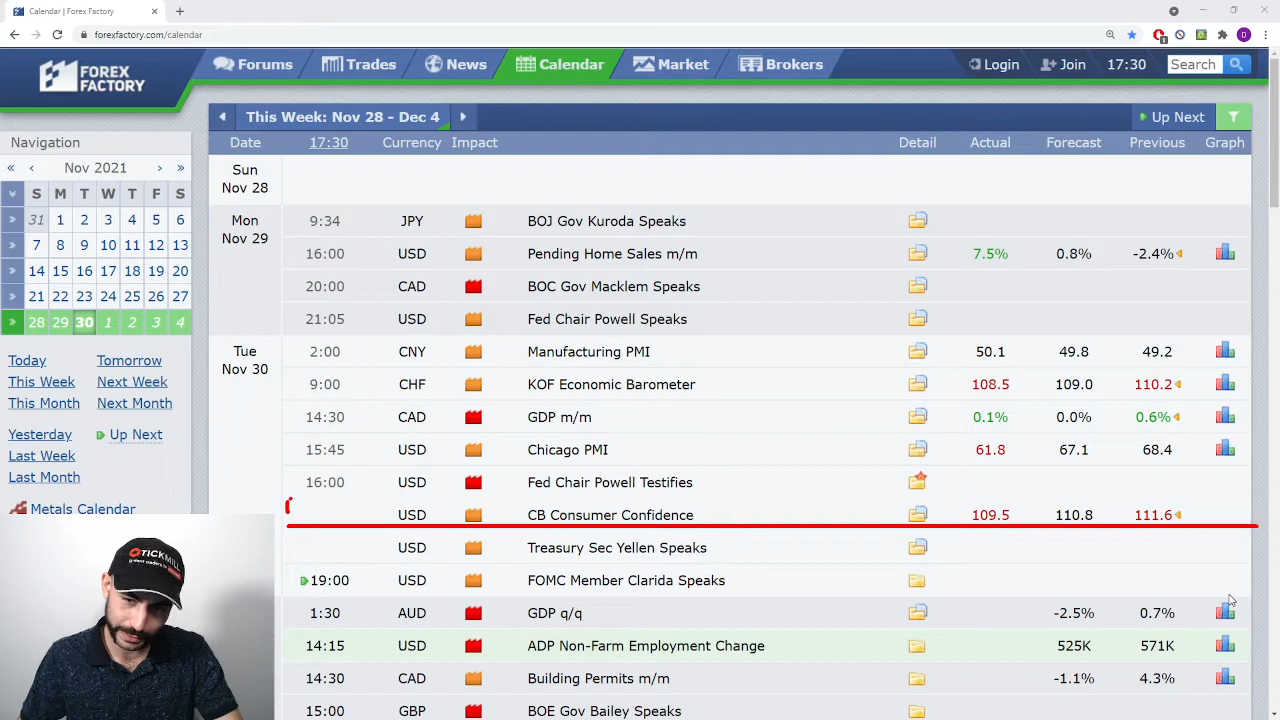 Calendar | Forex Factory
forexfactory.com/calendar
FOREX FACTORY
Forums Trades News Calendar Market Brokers Login Join 17:30 Search
This Week: Nov 28 - Dec 4 Up Next
Date 17:30 Currency Impact Detail Actual Forecast Previous Graph
Sun
Nov 28
Mon
Nov 29
9:34 JPY BOJ Gov Kuroda Speaks
16:00 USD Pending Home Sales m/m 7.5% 0.8% -2.4%
20:00 CAD BOC Gov Macklem Speaks
21:05 USD Fed Chair Powell Speaks
Tue
Nov 30
2:00 CNY Manufacturing PMI 50.1 49.8 49.2
9:00 CHF KOF Economic Barometer 108.5 109.0 110.2
14:30 CAD GDP m/m 0.1% 0.0% 0.6%
15:45 USD Chicago PMI 61.8 67.1 68.4
16:00 USD Fed Chair Powell Testifies
USD CB Consumer Confidence 109.5 110.8 111.6
USD Treasury Sec Yellen Speaks
19:00 USD FOMC Member Clarida Speaks
1:30 AUD GDP q/q -2.5% 0.7%
14:15 USD ADP Non-Farm Employment Change 525K 571K
14:30 CAD Building Permits m/m -1.1% 4.3%
15:00 GBP BOE Gov Bailey Speaks
Navigation
« ‹ Nov 2021 › »
S M T W T F S
31 1 2 3 4 5 6
7 8 9 10 11 12 13
14 15 16 17 18 19 20
21 22 23 24 25 26 27
28 29 30 1 2 3 4
Today Tomorrow
This Week Next Week
This Month Next Month
Yesterday Up Next
Last Week
Last Month
Metals Calendar
TICKMILL